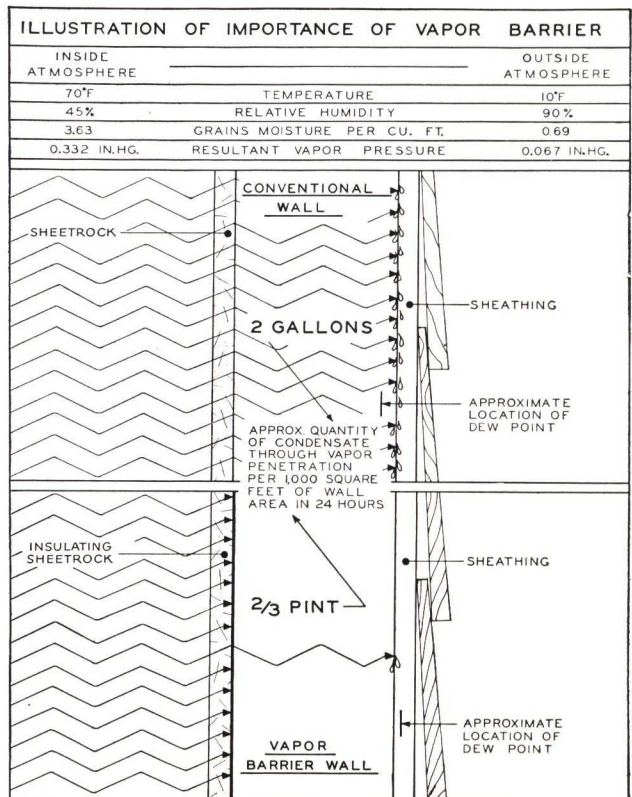 ILLUSTRATION OF IMPORTANCE OF VAPOR BARRIER
INSIDE
ATMOSPHERE
OUTSIDE
ATMOSPHERE
70°F TEMPERATURE 10°F
45% RELATIVE HUMIDITY 90%
3.63 GRAINS MOISTURE PER CU. FT. 0.69
0.332 IN.HG. RESULTANT VAPOR PRESSURE 0.067 IN.HG.
CONVENTIONAL
WALL
SHEETROCK
SHEATHING
2 GALLONS
APPROXIMATE
LOCATION OF
DEW POINT
APPROX. QUANTITY
OF CONDENSATE
THROUGH VAPOR
PENETRATION
PER 1,000 SQUARE
FEET OF WALL
AREA IN 24 HOURS
INSULATING
SHEETROCK
SHEATHING
2/3 PINT
APPROXIMATE
LOCATION OF
DEW POINT
VAPOR
BARRIER WALL